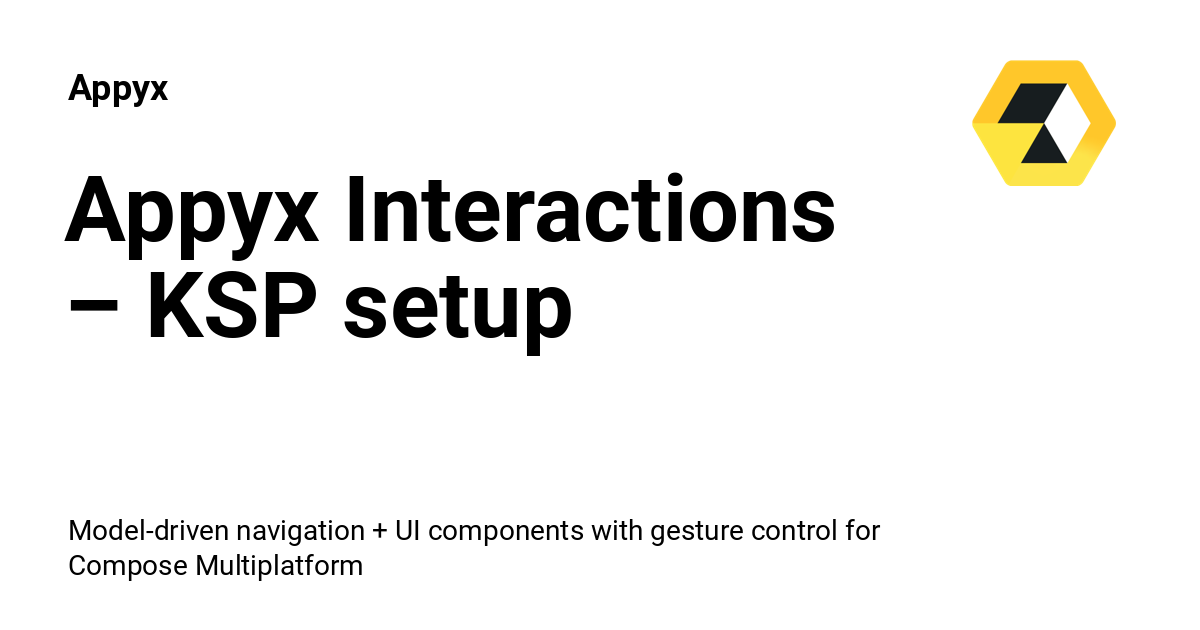 Appyx
Appyx Interactions
– KSP setup
Model-driven navigation + UI components with gesture control for
Compose Multiplatform